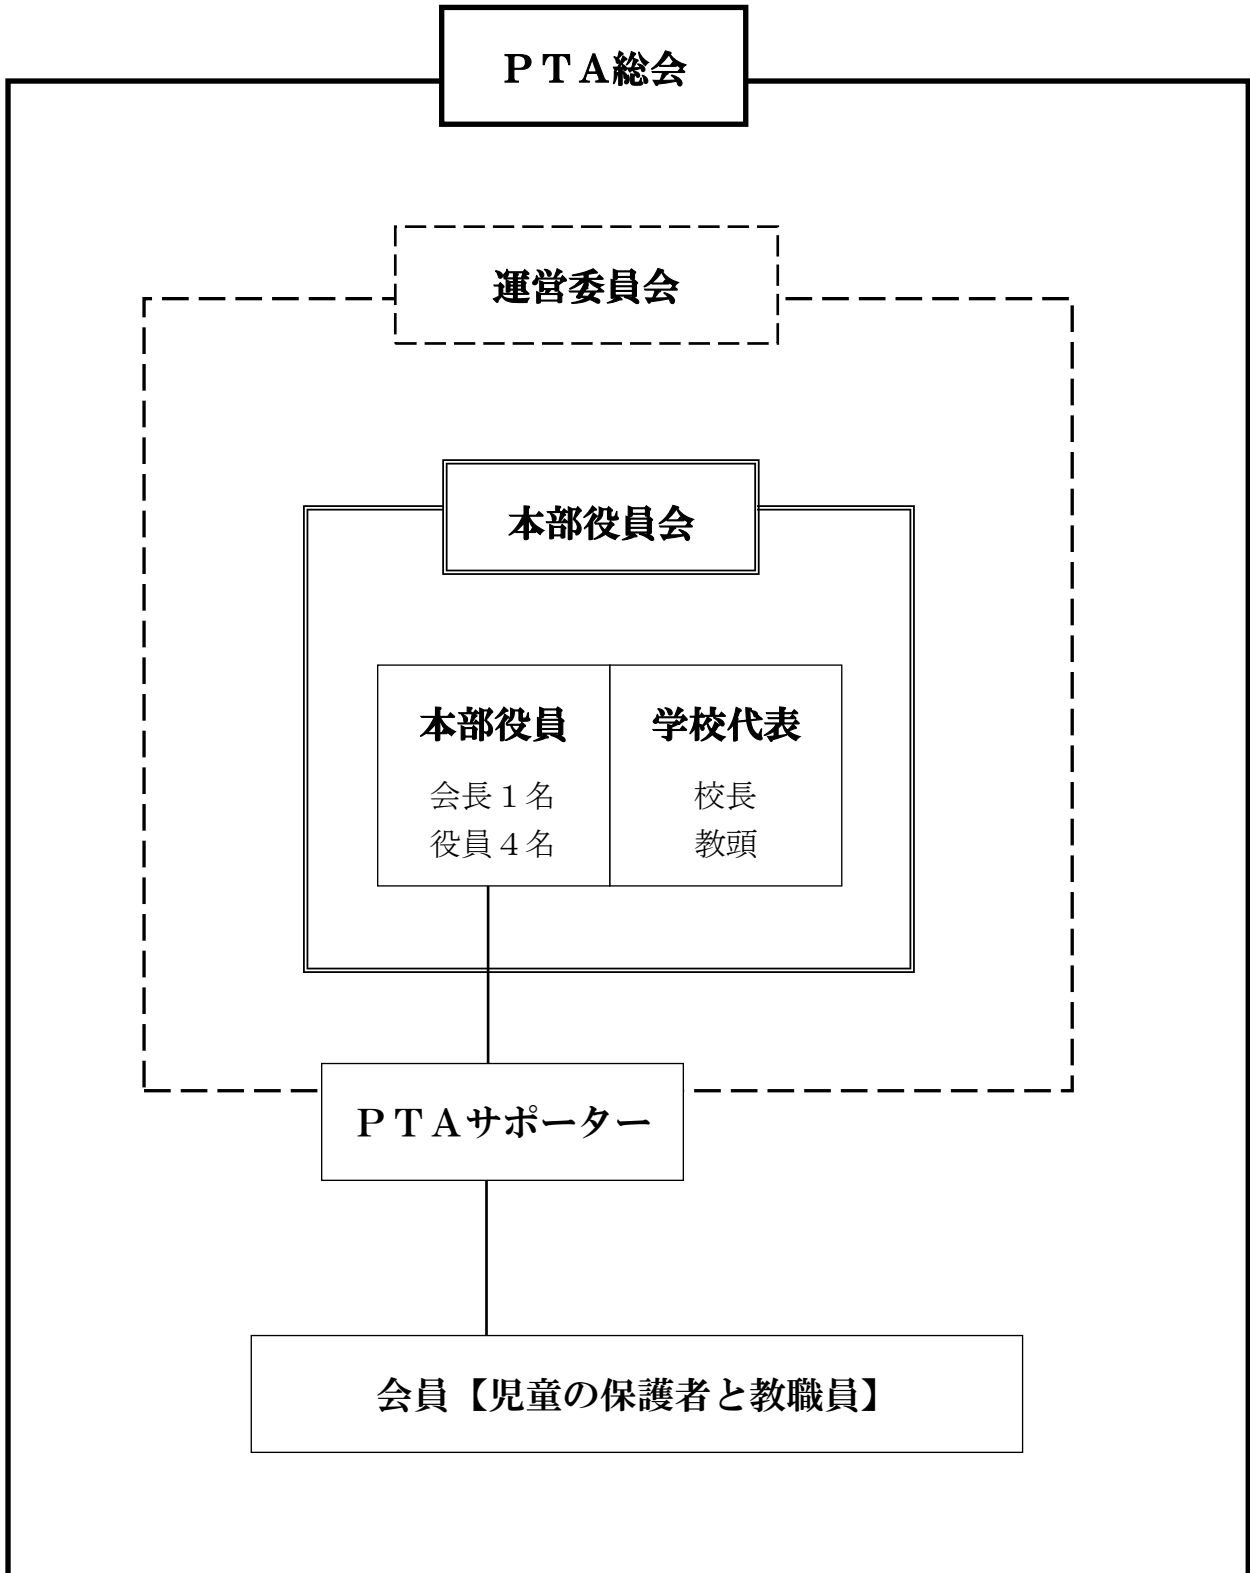 ＰＴＡ総会
運営委員会
本部役員会
本部役員
会長１名
役員４名
学校代表
校長
教頭
ＰＴＡサポーター
会員【児童の保護者と教職員】